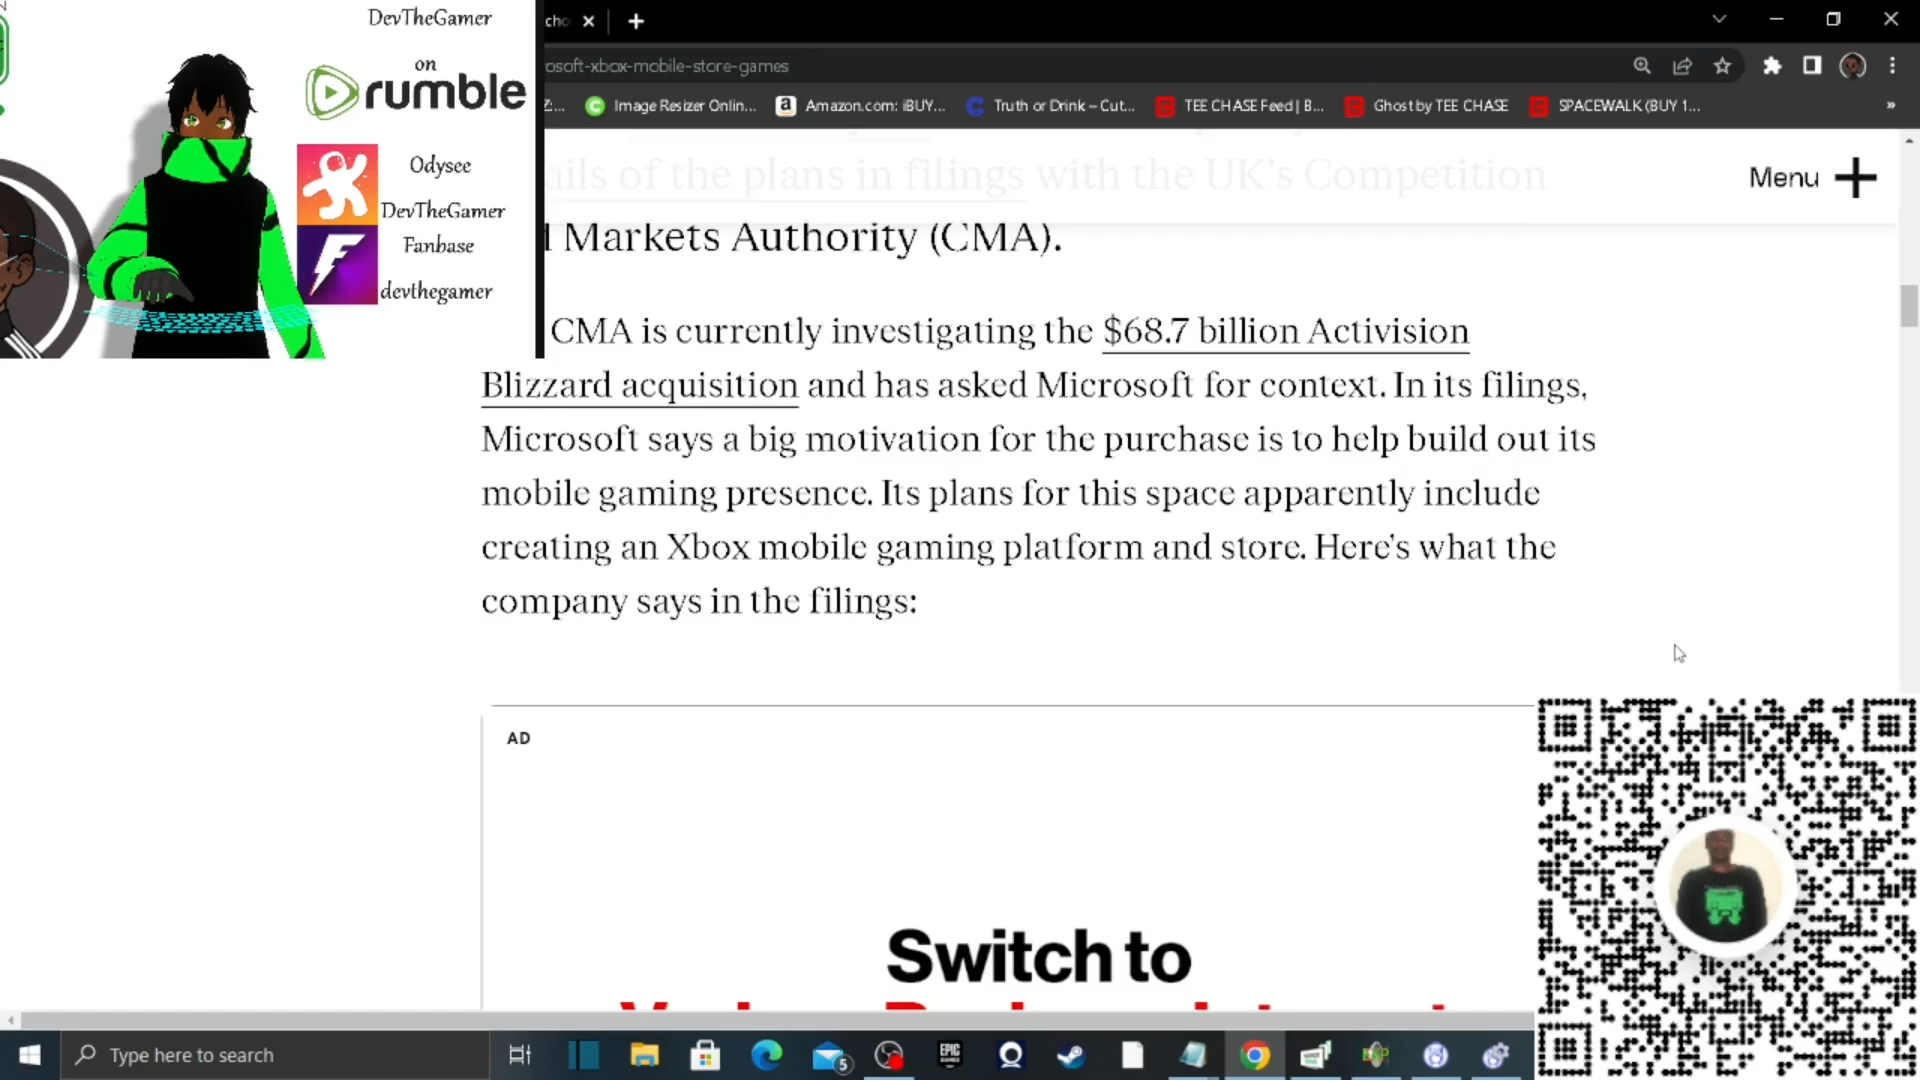 DevTheGamer
on
rumble
Odysee
DevTheGamer
Fanbase
devthegamer
osoft-xbox-mobile-store-games
Image Resizer Onlin...
Amazon.com: iBUY...
Truth or Drink – Cut...
TEE CHASE Feed | B...
Ghost by TEE CHASE
SPACEWALK (BUY 1...
»
Menu
ails of the plans in filings with the UK's Competition
Markets Authority (CMA).
CMA is currently investigating the $68.7 billion Activision
Blizzard acquisition and has asked Microsoft for context. In its filings,
Microsoft says a big motivation for the purchase is to help build out its
mobile gaming presence. Its plans for this space apparently include
creating an Xbox mobile gaming platform and store. Here's what the
company says in the filings:
AD
Switch to
Type here to search
5
EPIC
GAMES